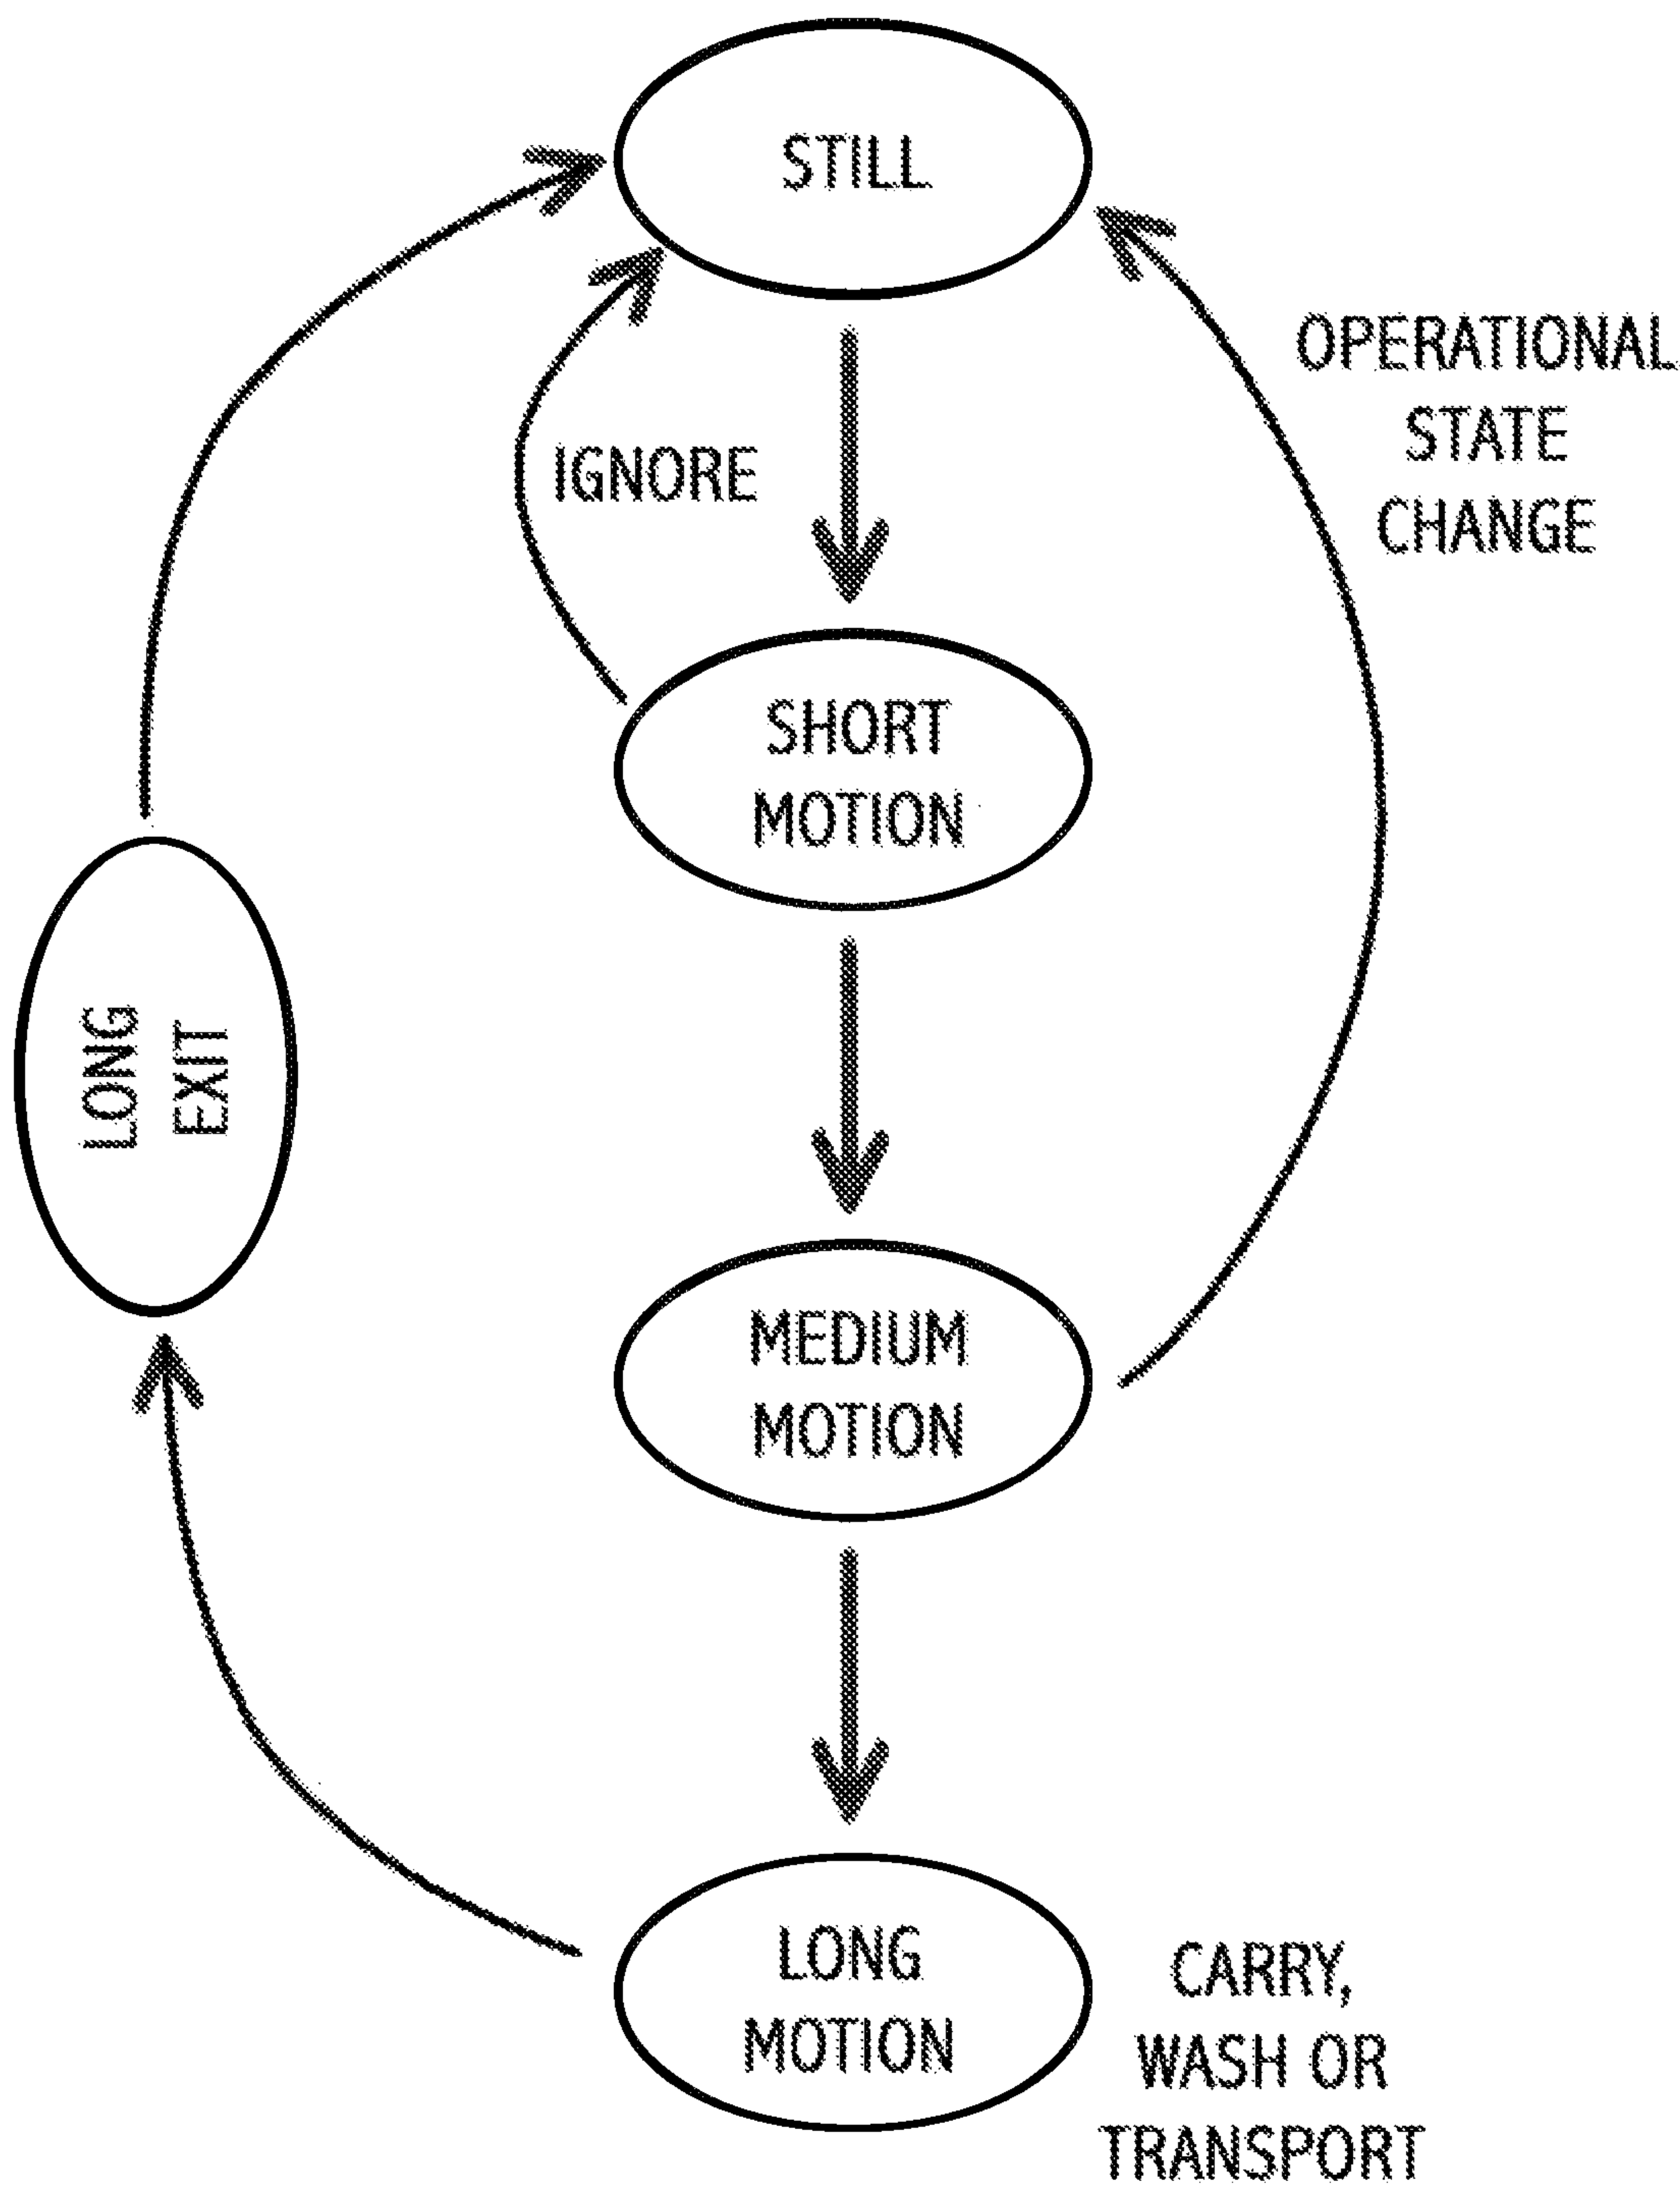 STILL
OPERATIONAL
STATE
CHANGE
IGNORE
SHORT
MOTION
LONG
EXIT
MEDIUM
MOTION
LONG
MOTION
CARRY,
WASH OR
TRANSPORT